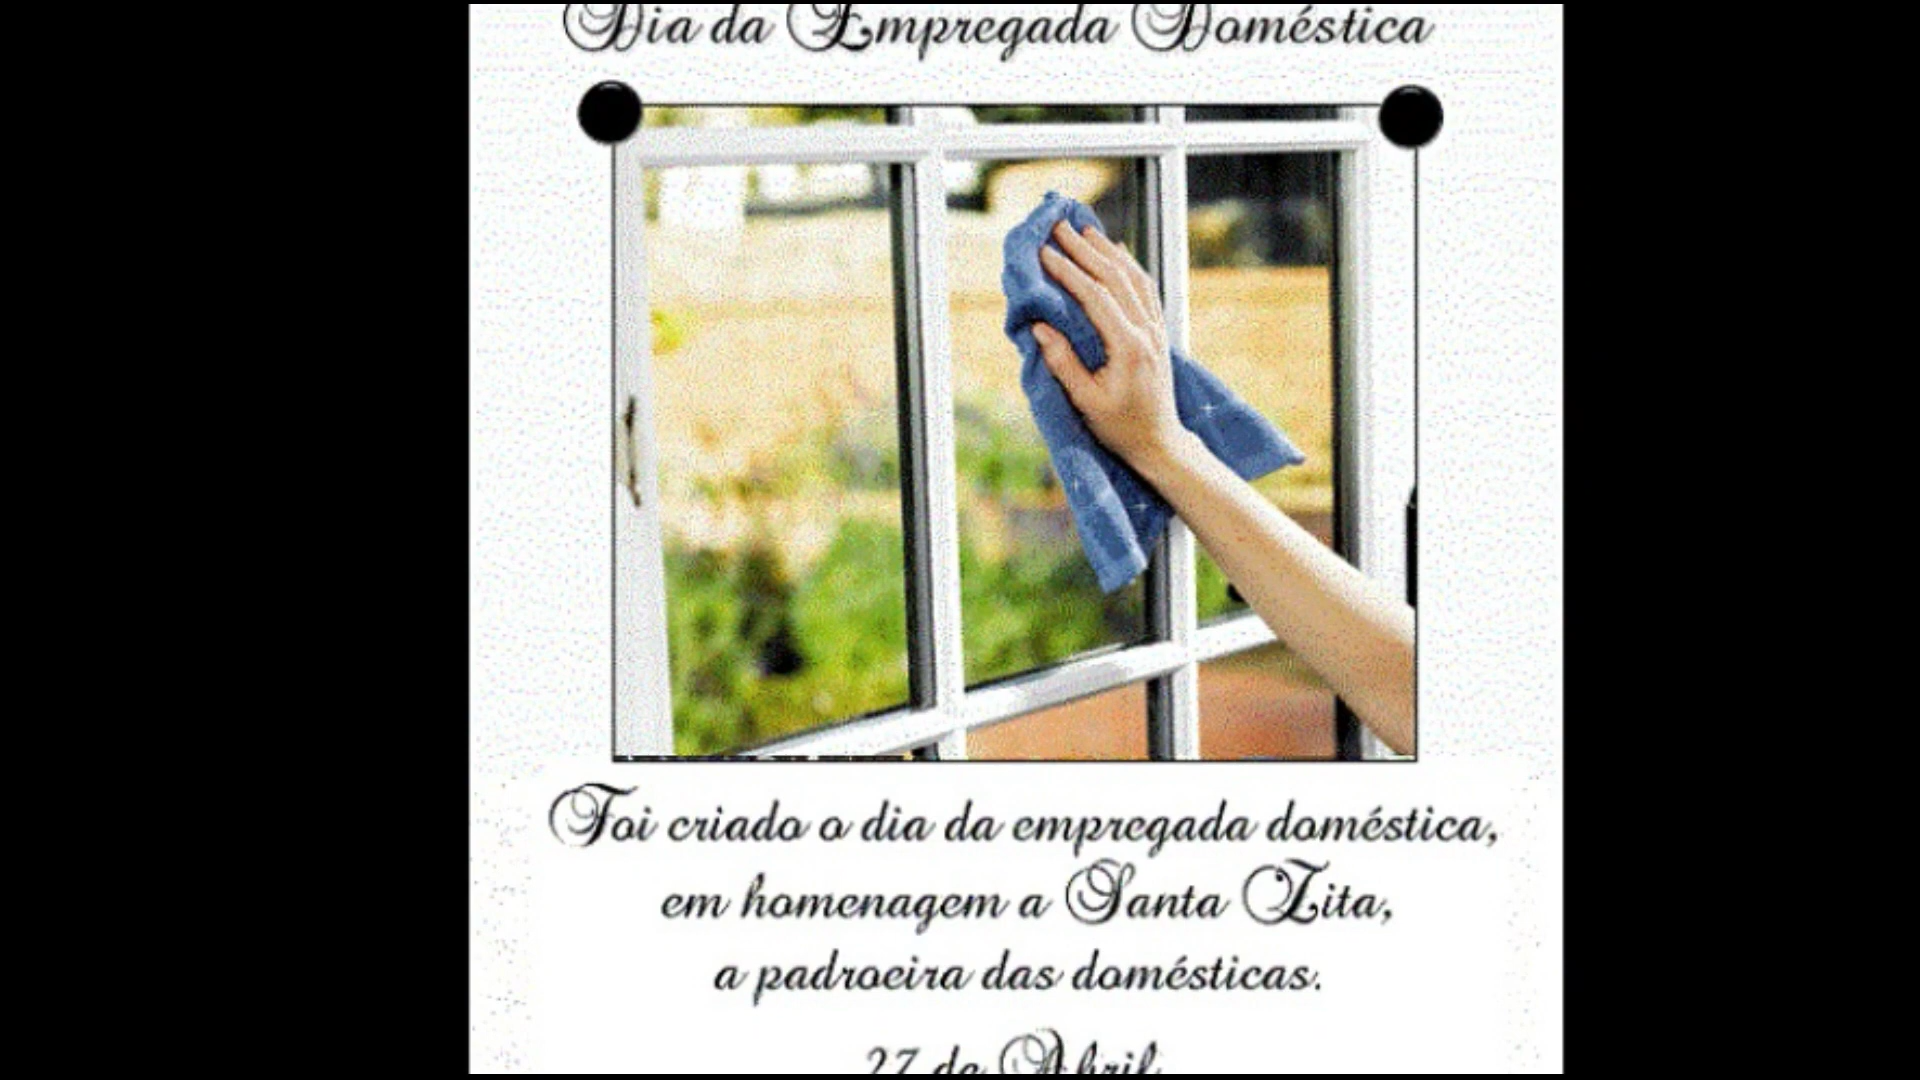 Dia da Empregada Doméstica
Foi criado o dia da empregada doméstica,
em homenagem a Santa Zita,
a padroeira das domésticas.
27 de Abril